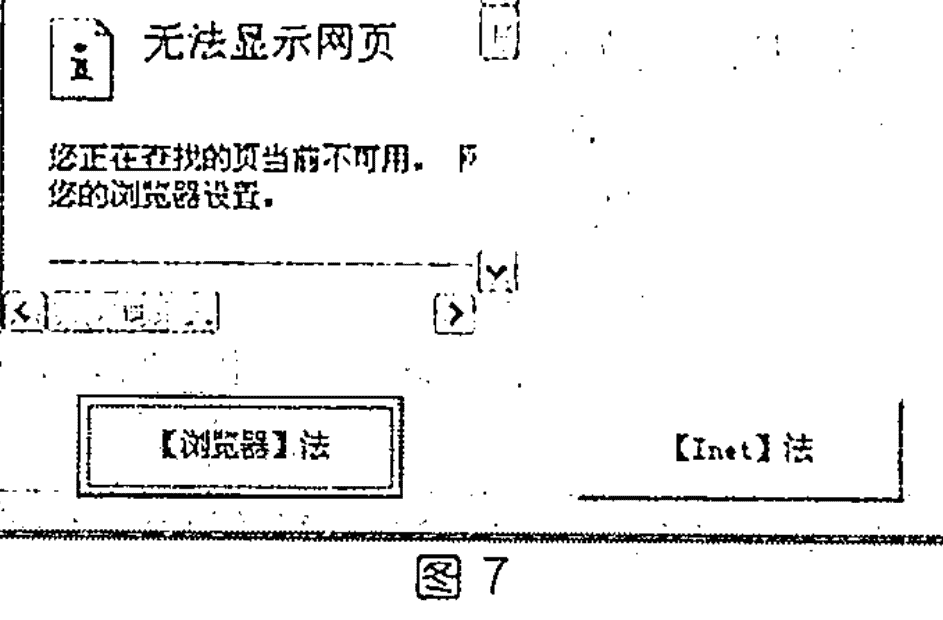 无法显示网页
您正在查找的页当前不可用。 网
您的浏览器设置。
【浏览器】法
【Inet】法
图 7